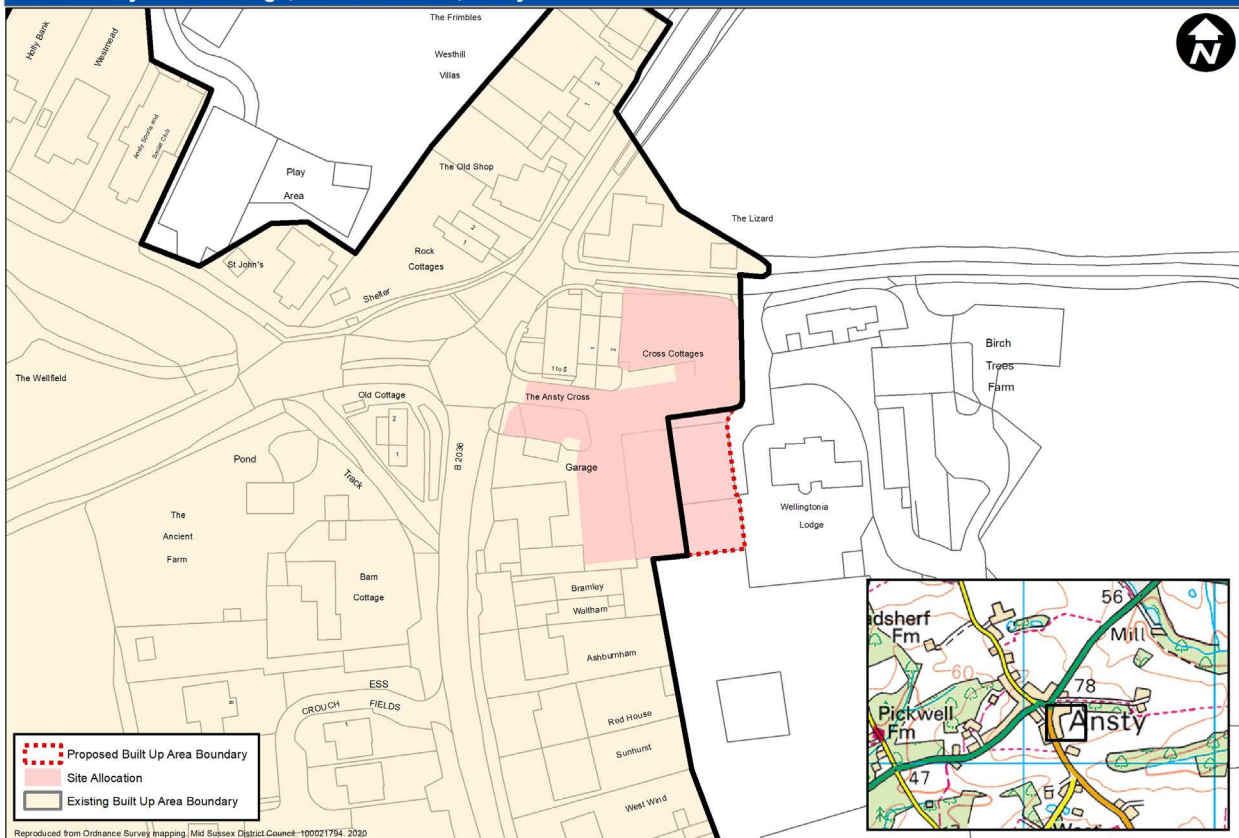 The Frimbles
N
Holly Bank
Westmead
Westhill
Villas
2
1
Ansty Sports and
Social Club
Play
Area
The Old Shop
2
1
The Lizard
Rock
Cottages
St John's
Shelter
1
2
Cross Cottages
Birch
Trees
Farm
The Wellfield
1 to 5
Old Cottage
The Ansty Cross
2
1
B 2036
Pond
Garage
Track
Wellingtonia
Lodge
The
Ancient
Farm
Barn
Cottage
Bramley
Waltham
Ashburnham
ESS
CROUCH FIELDS
1
Red House
Sunhurst
West Wind
56
adsherf
Fm
Mill
60
78
Pickwell
Fm
Ansty
47
Proposed Built Up Area Boundary
Site Allocation
Existing Built Up Area Boundary
Reproduced from Ordnance Survey mapping. Mid Sussex District Council. 100021794. 2020